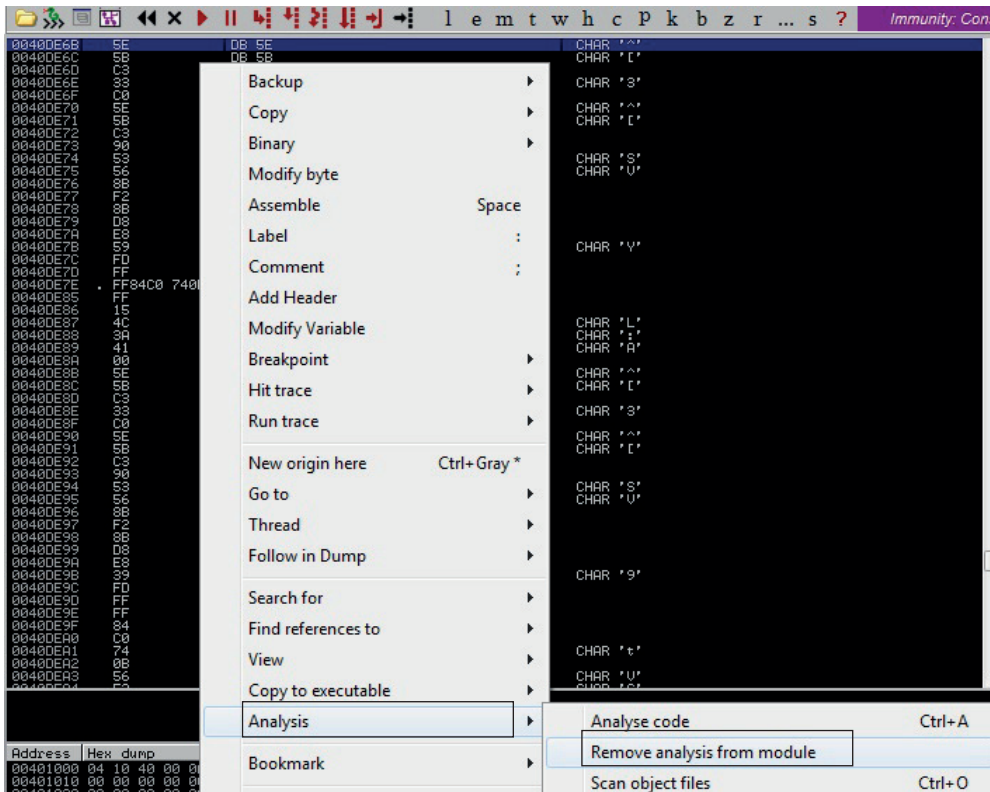 l e m t w h c P k b z r ... s ? Immunity: Con
0040DE6B 5E DB 5E CHAR '^'
0040DE6C 5B DB 5B CHAR '['
0040DE6D C3
0040DE6E 33 CHAR '3'
0040DE6F C0
0040DE70 5E CHAR '^'
0040DE71 5B CHAR '['
0040DE72 C3
0040DE73 90
0040DE74 53 CHAR 'S'
0040DE75 56 CHAR 'V'
0040DE76 8B
0040DE77 F2
0040DE78 8B
0040DE79 D8
0040DE7A E8
0040DE7B 59 CHAR 'Y'
0040DE7C FD
0040DE7D FF
0040DE7E . FF84C0
0040DE85 FF
0040DE86 15
0040DE87 4C CHAR 'L'
0040DE88 3A CHAR ':'
0040DE89 41 CHAR 'A'
0040DE8A 00
0040DE8B 5E CHAR '^'
0040DE8C 5B CHAR '['
0040DE8D C3
0040DE8E 33 CHAR '3'
0040DE8F C0
0040DE90 5E CHAR '^'
0040DE91 5B CHAR '['
0040DE92 C3
0040DE93 90
0040DE94 53 CHAR 'S'
0040DE95 56 CHAR 'V'
0040DE96 8B
0040DE97 F2
0040DE98 8B
0040DE99 D8
0040DE9A E8
0040DE9B 39 CHAR '9'
0040DE9C FD
0040DE9D FF
0040DE9E FF
0040DE9F 84
0040DEA0 C0
0040DEA1 74 CHAR 't'
0040DEA2 0B
0040DEA3 56 CHAR 'V'
Backup
Copy
Binary
Modify byte
Assemble Space
Label :
Comment ;
Add Header
Modify Variable
Breakpoint
Hit trace
Run trace
New origin here Ctrl+Gray *
Go to
Thread
Follow in Dump
Search for
Find references to
View
Copy to executable
Analysis
Bookmark
Analyse code Ctrl+A
Remove analysis from module
Scan object files Ctrl+O
Address Hex dump
00401000 04 10 40 00
00401010 00 00 00 00